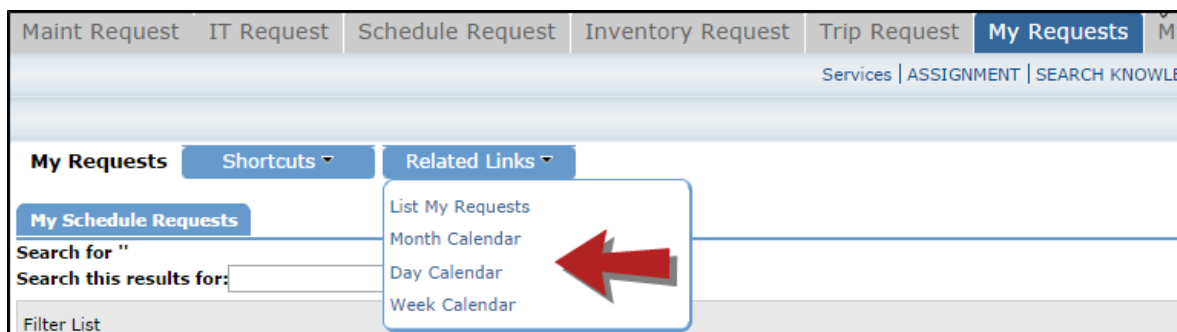 Maint Request IT Request Schedule Request Inventory Request Trip Request My Requests
Services | ASSIGNMENT | SEARCH
My Requests Shortcuts Related Links
List My Requests
My Schedule Requests
Month Calendar
Search for "
Search this results for:
Day Calendar
Week Calendar
Filter List